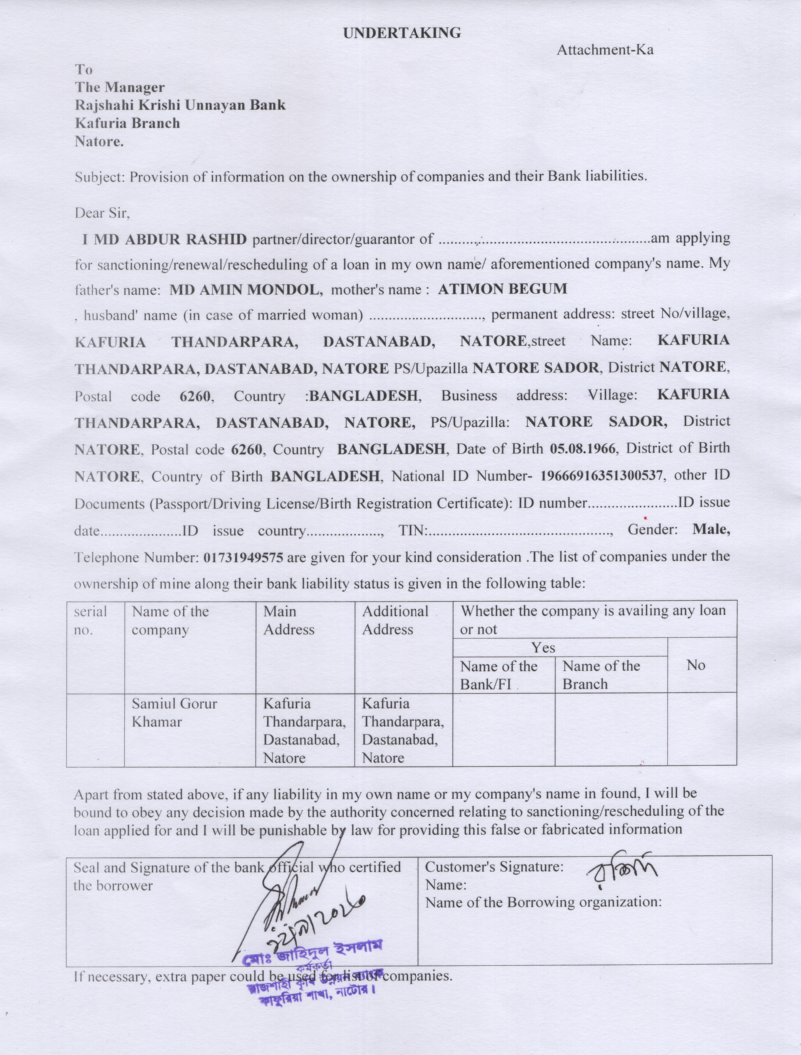 UNDERTAKING
Attachment-Ka
To
The Manager
Rajshahi Krishi Unnayan Bank
Kafuria Branch
Natore.
Subject: Provision of information on the ownership of companies and their Bank liabilities.
Dear Sir,
I MD ABDUR RASHID partner/director/guarantor of ....................................................am applying
for sanctioning/renewal/rescheduling of a loan in my own name/ aforementioned company's name. My
father's name: MD AMIN MONDOL, mother's name : ATIMON BEGUM
, husband' name (in case of married woman) ............................, permanent address: street No/village,
KAFURIA THANDARPARA, DASTANABAD, NATORE,street Name: KAFURIA
THANDARPARA, DASTANABAD, NATORE PS/Upazilla NATORE SADOR, District NATORE,
Postal code 6260, Country :BANGLADESH, Business address: Village: KAFURIA
THANDARPARA, DASTANABAD, NATORE, PS/Upazilla: NATORE SADOR, District
NATORE, Postal code 6260, Country BANGLADESH, Date of Birth 05.08.1966, District of Birth
NATORE, Country of Birth BANGLADESH, National ID Number- 19666916351300537, other ID
Documents (Passport/Driving License/Birth Registration Certificate): ID number.......................ID issue
date.....................ID issue country..................., TIN:............................................., Gender: Male,
Telephone Number: 01731949575 are given for your kind consideration .The list of companies under the
ownership of mine along their bank liability status is given in the following table:
serial no.
Name of the company
Main Address
Additional Address
Whether the company is availing any loan or not
Yes
No
Name of the Bank/FI
Name of the Branch
Samiul Gorur Khamar
Kafuria Thandarpara, Dastanabad, Natore
Kafuria Thandarpara, Dastanabad, Natore
Apart from stated above, if any liability in my own name or my company's name in found, I will be
bound to obey any decision made by the authority concerned relating to sanctioning/rescheduling of the
loan applied for and I will be punishable by law for providing this false or fabricated information
Seal and Signature of the bank official who certified
the borrower
মোঃ জাহিদুল ইসলাম
কর্মকর্তা
রাজশাহী কৃষি উন্নয়ন ব্যাংক
কাফুরিয়া শাখা, নাটোর।
Customer's Signature:
Name:
Name of the Borrowing organization:
If necessary, extra paper could be used for list of companies.